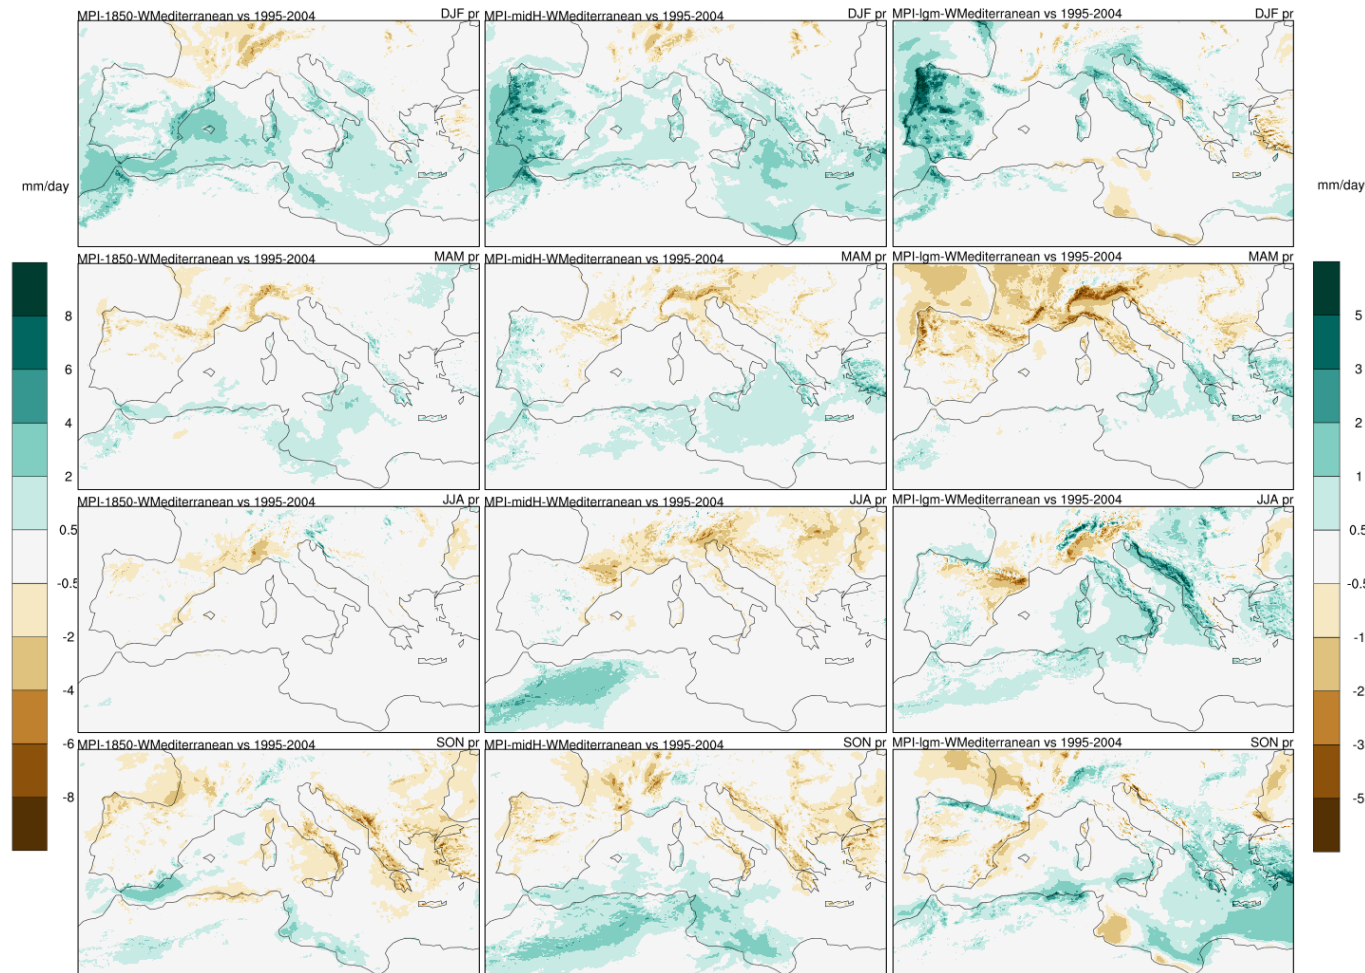 MPI-1850-WMediterranean vs 1995-2004 DJF pr
MPI-midH-WMediterranean vs 1995-2004 DJF pr
MPI-lgm-WMediterranean vs 1995-2004 DJF pr
mm/day
mm/day
MPI-1850-WMediterranean vs 1995-2004 MAM pr
MPI-midH-WMediterranean vs 1995-2004 MAM pr
MPI-lgm-WMediterranean vs 1995-2004 MAM pr
8
6
4
2
0.5
-0.5
-2
-4
-6
-8
5
3
2
1
0.5
-0.5
-1
-2
-3
-5
MPI-1850-WMediterranean vs 1995-2004 JJA pr
MPI-midH-WMediterranean vs 1995-2004 JJA pr
MPI-lgm-WMediterranean vs 1995-2004 JJA pr
MPI-1850-WMediterranean vs 1995-2004 SON pr
MPI-midH-WMediterranean vs 1995-2004 SON pr
MPI-lgm-WMediterranean vs 1995-2004 SON pr